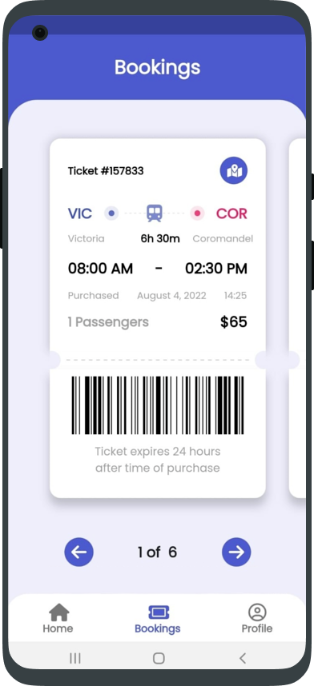 Bookings
Ticket #157833
VIC COR
Victoria 6h 30m Coromandel
08:00 AM - 02:30 PM
Purchased August 4, 2022 14:25
1 Passengers $65
Ticket expires 24 hours
after time of purchase
1 of 6
Home Bookings Profile